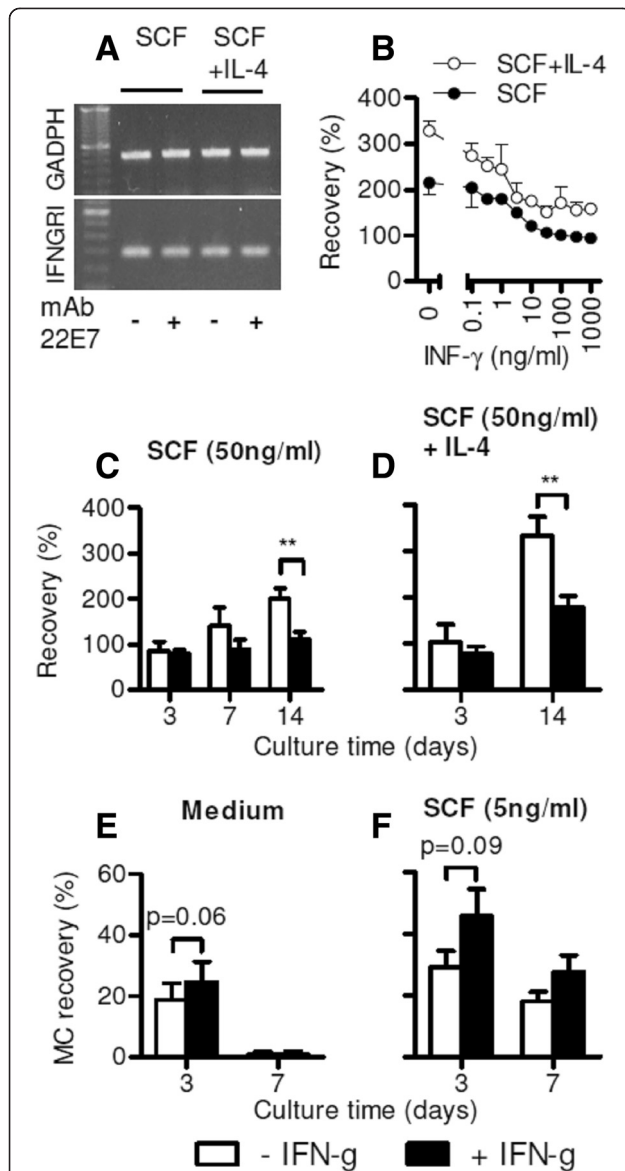 A
SCF SCF
+IL-4
GADPH
IFNGRI
mAb
22E7
- + - +
B
SCF+IL-4
SCF
400
300
200
100
0
Recovery (%)
0 0.1 1 10 100 1000
INF-γ (ng/ml)
C SCF (50ng/ml)
400
300
200
100
0
Recovery (%)
**
3 7 14
D SCF (50ng/ml)
+ IL-4
**
3 14
Culture time (days)
E Medium
60
40
20
0
MC recovery (%)
p=0.06
3 7
Culture time (days)
F SCF (5ng/ml)
p=0.09
3 7
Culture time (days)
- IFN-g + IFN-g